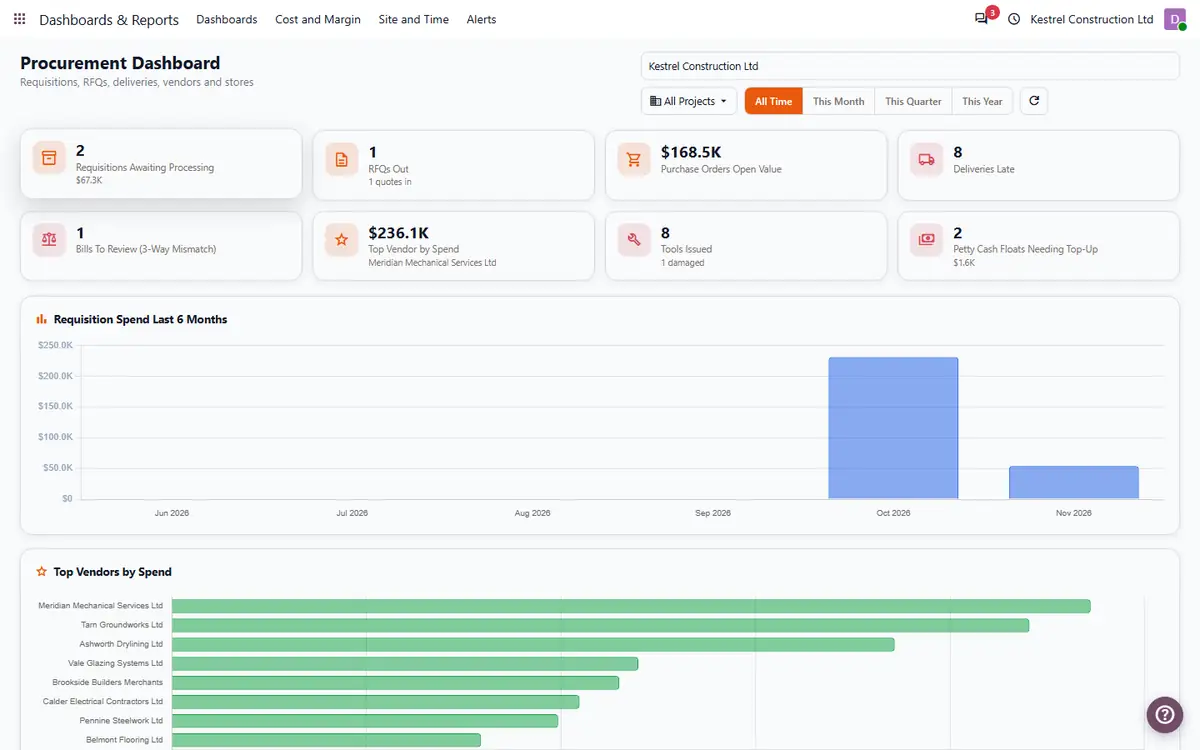 Dashboards & Reports Dashboards Cost and Margin Site and Time Alerts 3 Kestrel Construction Ltd D
Procurement Dashboard
Requisitions, RFQs, deliveries, vendors and stores
Kestrel Construction Ltd
All Projects All Time This Month This Quarter This Year
2
Requisitions Awaiting Processing
$67.3K
1
RFQs Out
1 quotes in
$168.5K
Purchase Orders Open Value
8
Deliveries Late
1
Bills To Review (3-Way Mismatch)
$236.1K
Top Vendor by Spend
Meridian Mechanical Services Ltd
8
Tools Issued
1 damaged
2
Petty Cash Floats Needing Top-Up
$1.6K
Requisition Spend Last 6 Months
$250.0K
$200.0K
$150.0K
$100.0K
$50.0K
$0
Jun 2026 Jul 2026 Aug 2026 Sep 2026 Oct 2026 Nov 2026
Top Vendors by Spend
Meridian Mechanical Services Ltd
Tarn Groundworks Ltd
Ashworth Drylining Ltd
Vale Glazing Systems Ltd
Brookside Builders Merchants
Calder Electrical Contractors Ltd
Pennine Steelwork Ltd
Belmont Flooring Ltd